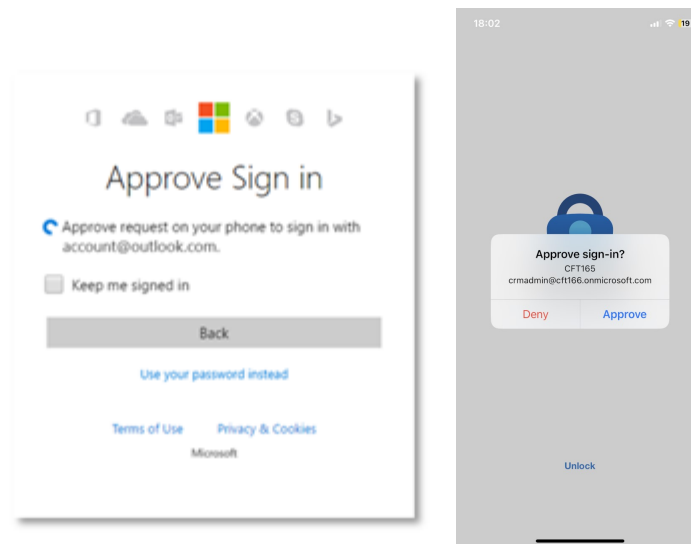 Approve Sign in
Approve request on your phone to sign in with
account@outlook.com.
Keep me signed in
Back
Use your password instead
Terms of Use Privacy & Cookies
Microsoft
18:02
19
Approve sign-in?
CFT165
crmadmin@cft166.onmicrosoft.com
Deny Approve
Unlock